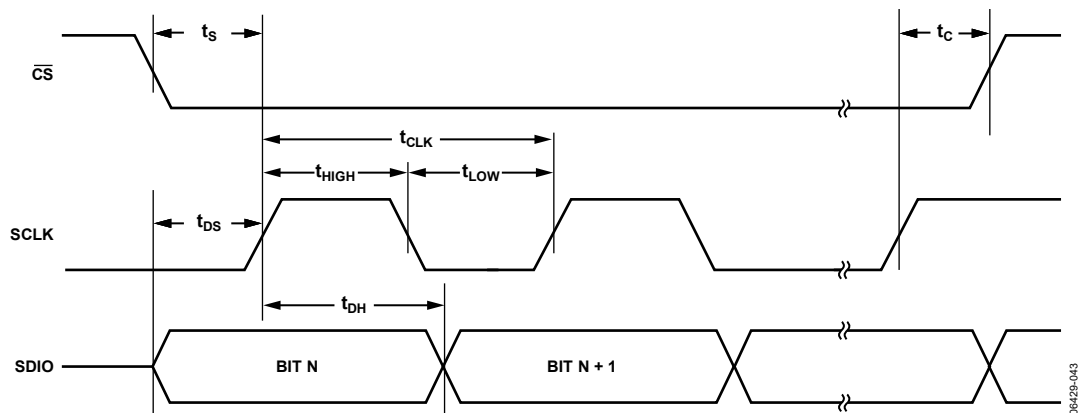 tS
tC
CS
tCLK
tHIGH
tLOW
tDS
SCLK
tDH
SDIO
BIT N
BIT N + 1
06429-043